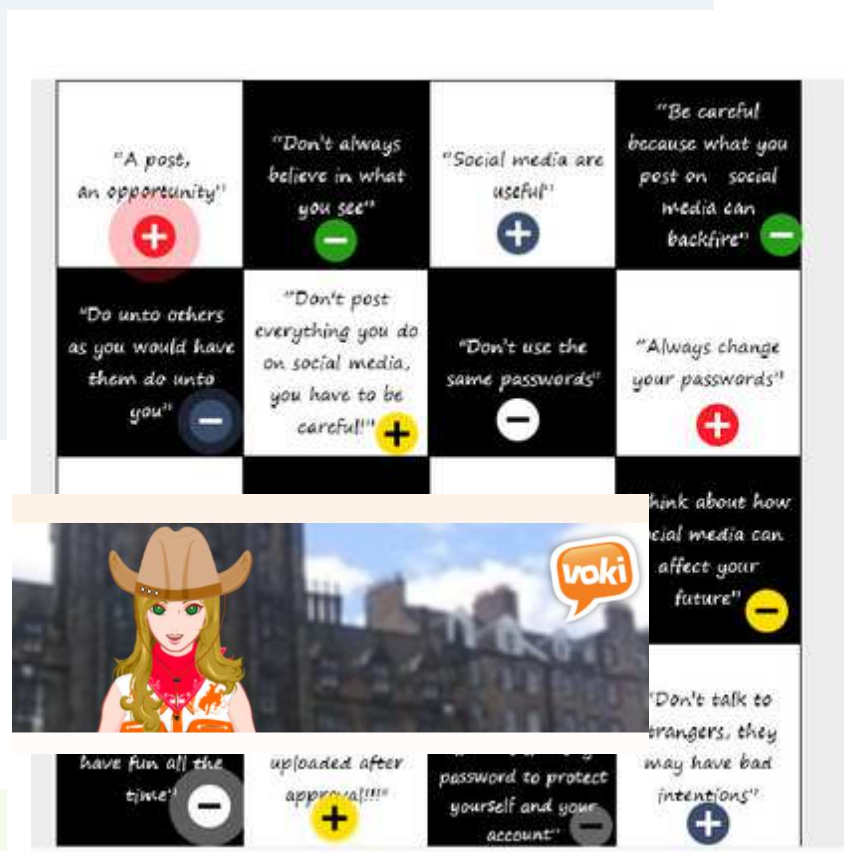 "A post,
an opportunity"
"Don't always
believe in what
you see"
"Social media are
useful"
"Be careful
because what you
post on social
media can
backfire"
"Do unto others
as you would have
them do unto
you"
"Don't post
everything you do
on social media,
you have to be
careful!"
"Don't use the
same passwords"
"Always change
your passwords"
about how
media can
affect your
future"
voki
have fun all the
time"
uploaded after
approval!!!"
password to protect
yourself and your
account"
"Don't talk to
they
may have bad
intentions"